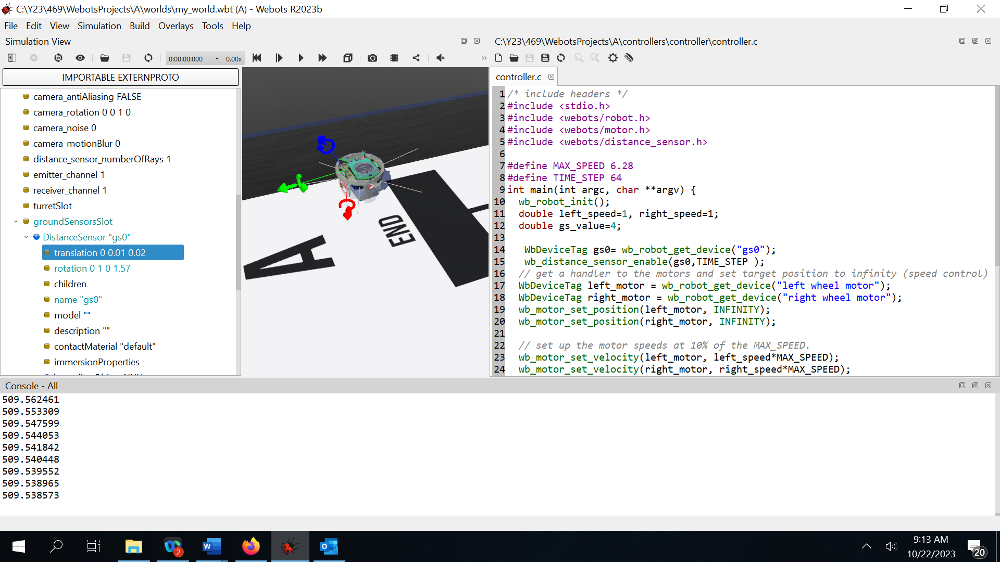 C:\Y23\469\WebotsProjects\A\worlds\my_world.wbt (A) - Webots R2023b
File Edit View Simulation Build Overlays Tools Help
Simulation View
0:00:00:000 - 0.00x
IMPORTABLE EXTERNPROTO
camera_antiAliasing FALSE
camera_rotation 0 0 1 0
camera_noise 0
camera_motionBlur 0
distance_sensor_numberOfRays 1
emitter_channel 1
receiver_channel 1
turretSlot
groundSensorsSlot
DistanceSensor "gs0"
translation 0 0.01 0.02
rotation 0 1 0 1.57
children
name "gs0"
model ""
description ""
contactMaterial "default"
immersionProperties
END
A
C:\Y23\469\WebotsProjects\A\controllers\controller\controller.c
controller.c
1 /* include headers */
2 #include <stdio.h>
3 #include <webots/robot.h>
4 #include <webots/motor.h>
5 #include <webots/distance_sensor.h>
6
7 #define MAX_SPEED 6.28
8 #define TIME_STEP 64
9 int main(int argc, char **argv) {
10 wb_robot_init();
11 double left_speed=1, right_speed=1;
12 double gs_value=4;
13
14 WbDeviceTag gs0= wb_robot_get_device("gs0");
15 wb_distance_sensor_enable(gs0,TIME_STEP );
16 // get a handler to the motors and set target position to infinity (speed control)
17 WbDeviceTag left_motor = wb_robot_get_device("left wheel motor");
18 WbDeviceTag right_motor = wb_robot_get_device("right wheel motor");
19 wb_motor_set_position(left_motor, INFINITY);
20 wb_motor_set_position(right_motor, INFINITY);
21
22 // set up the motor speeds at 10% of the MAX_SPEED.
23 wb_motor_set_velocity(left_motor, left_speed*MAX_SPEED);
24 wb_motor_set_velocity(right_motor, right_speed*MAX_SPEED);
Console - All
509.562461
509.553309
509.547599
509.544053
509.541842
509.540448
509.539552
509.538965
509.538573
2
9:13 AM
10/22/2023
20